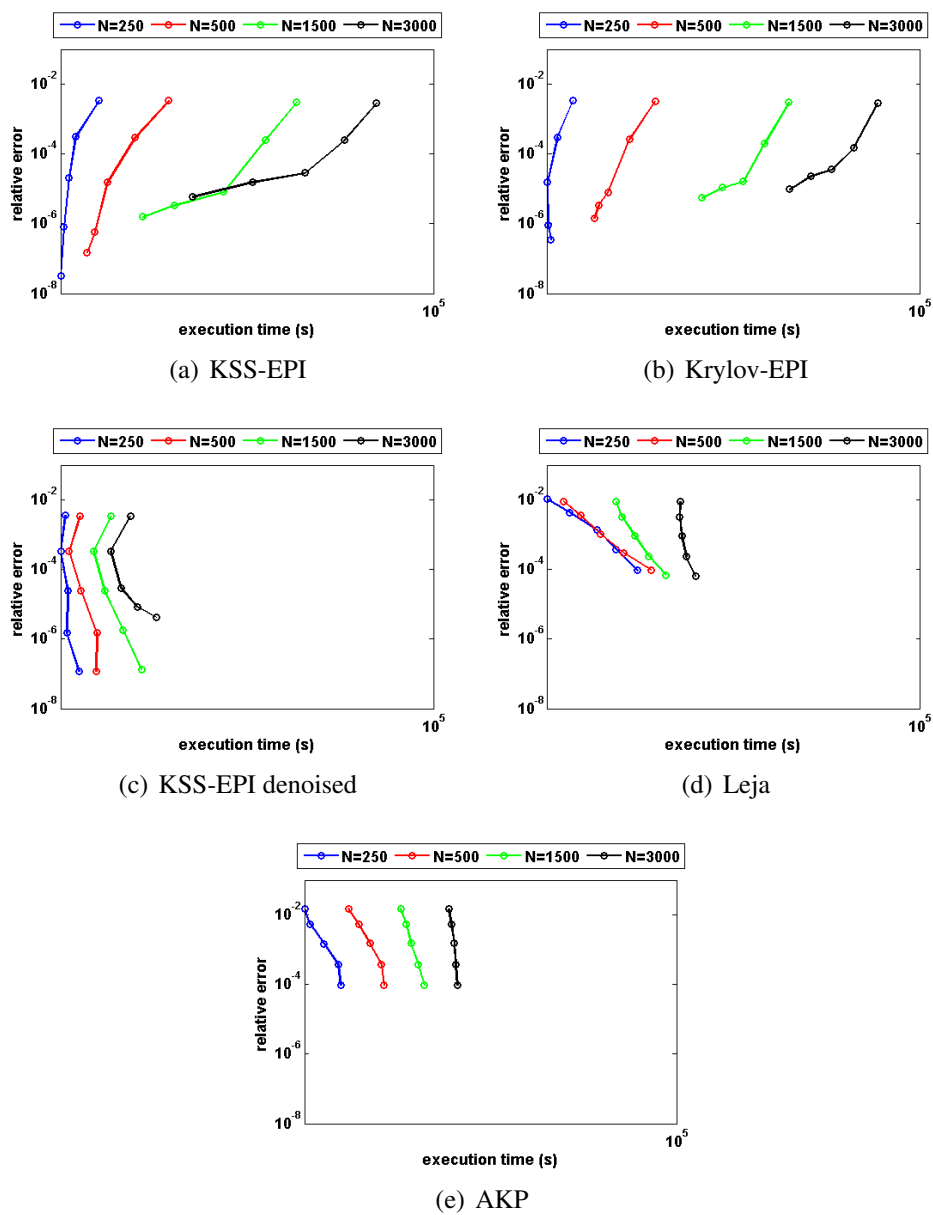 N=250 N=500 N=1500 N=3000
10^-2
10^-4
10^-6
10^-8
relative error
10^5
execution time (s)
(a) KSS-EPI
N=250 N=500 N=1500 N=3000
10^-2
10^-4
10^-6
10^-8
relative error
10^5
execution time (s)
(b) Krylov-EPI
N=250 N=500 N=1500 N=3000
10^-2
10^-4
10^-6
10^-8
relative error
10^5
execution time (s)
(c) KSS-EPI denoised
N=250 N=500 N=1500 N=3000
10^-2
10^-4
10^-6
10^-8
relative error
10^5
execution time (s)
(d) Leja
N=250 N=500 N=1500 N=3000
10^-2
10^-4
10^-6
10^-8
relative error
10^5
execution time (s)
(e) AKP